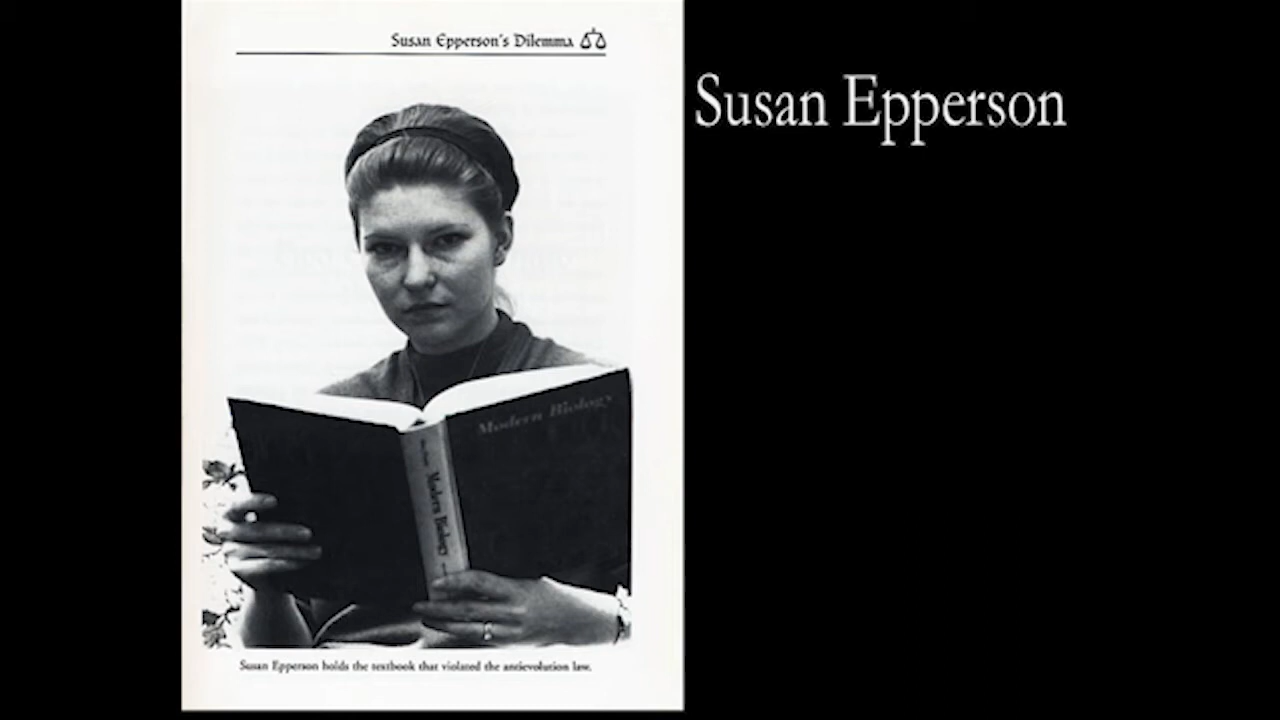 Susan Epperson's Dilemma
Susan Epperson
Modern Biology
Modern Biology
Susan Epperson holds the textbook that violated the antievolution law.